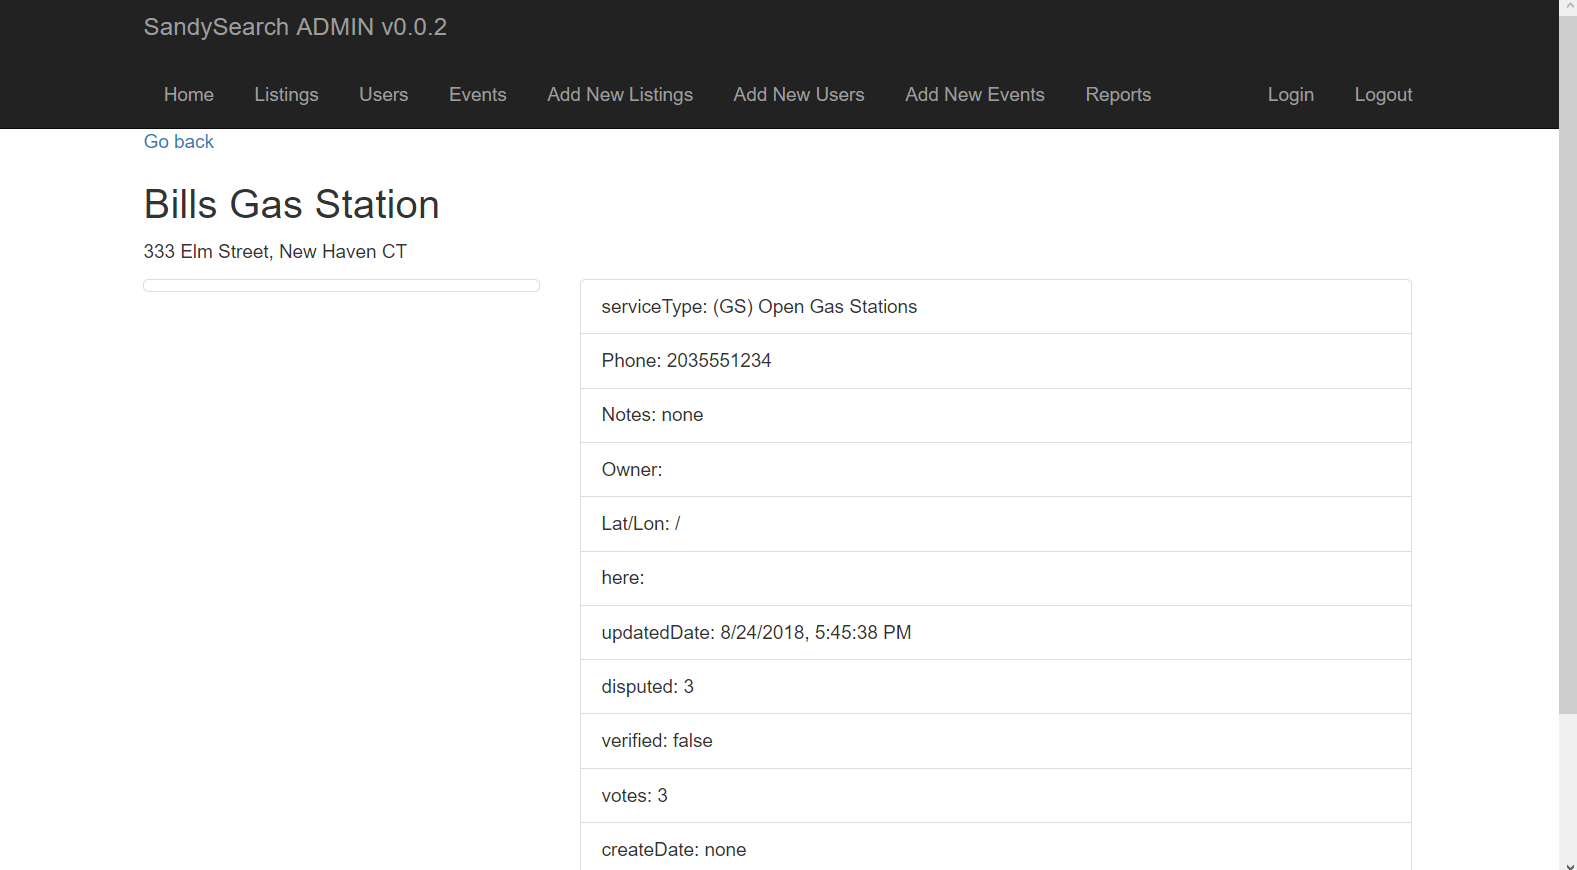 SandySearch ADMIN v0.0.2
Home Listings Users Events Add New Listings Add New Users Add New Events Reports Login Logout
Go back
Bills Gas Station
333 Elm Street, New Haven CT
serviceType: (GS) Open Gas Stations
Phone: 2035551234
Notes: none
Owner:
Lat/Lon: /
here:
updatedDate: 8/24/2018, 5:45:38 PM
disputed: 3
verified: false
votes: 3
createDate: none